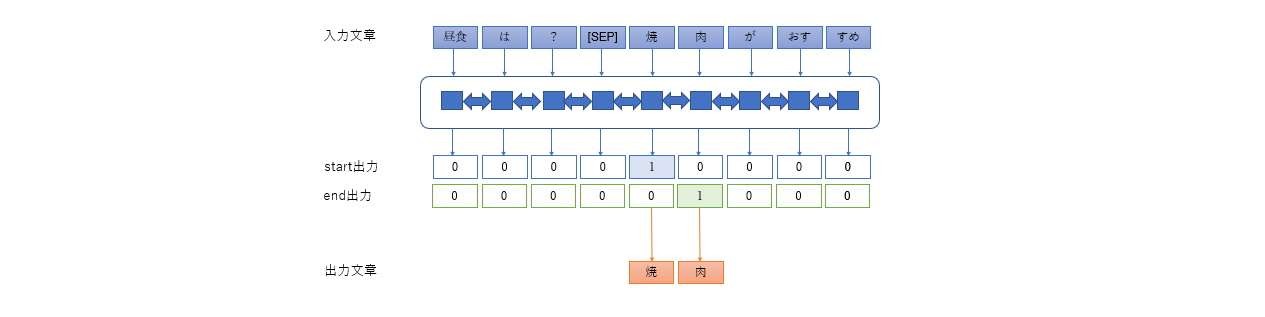 入力文章 昼食 は ? [SEP] 焼 肉 が おす すめ
start出力 0 0 0 0 1 0 0 0 0
end出力 0 0 0 0 0 1 0 0 0
出力文章 焼 肉